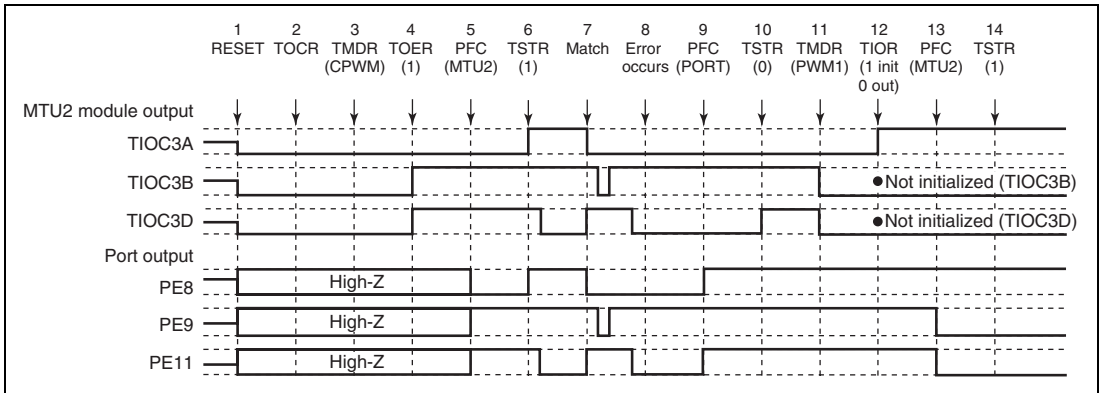 1 2 3 4 5 6 7 8 9 10 11 12 13 14
RESET TOCR TMDR TOER PFC TSTR Match Error PFC TSTR TMDR TIOR PFC TSTR
(CPWM) (1) (MTU2) (1) occurs (PORT) (0) (PWM1) (1 init (MTU2) (1)
0 out)
MTU2 module output
TIOC3A
TIOC3B ●Not initialized (TIOC3B)
TIOC3D ●Not initialized (TIOC3D)
Port output
PE8 High-Z
PE9 High-Z
PE11 High-Z